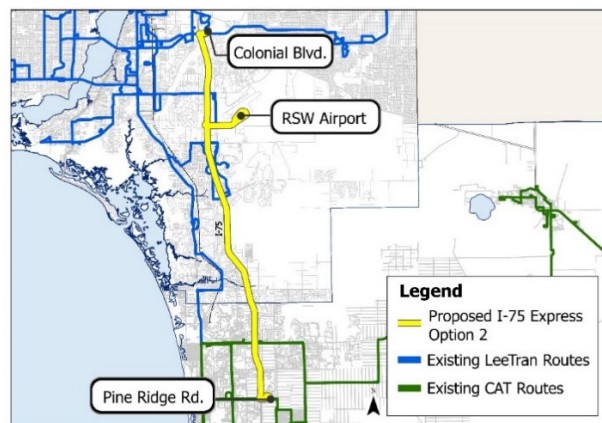 Colonial Blvd.
RSW Airport
I-75
Legend
Proposed I-75 Express
Option 2
Existing LeeTran Routes
Existing CAT Routes
Pine Ridge Rd.